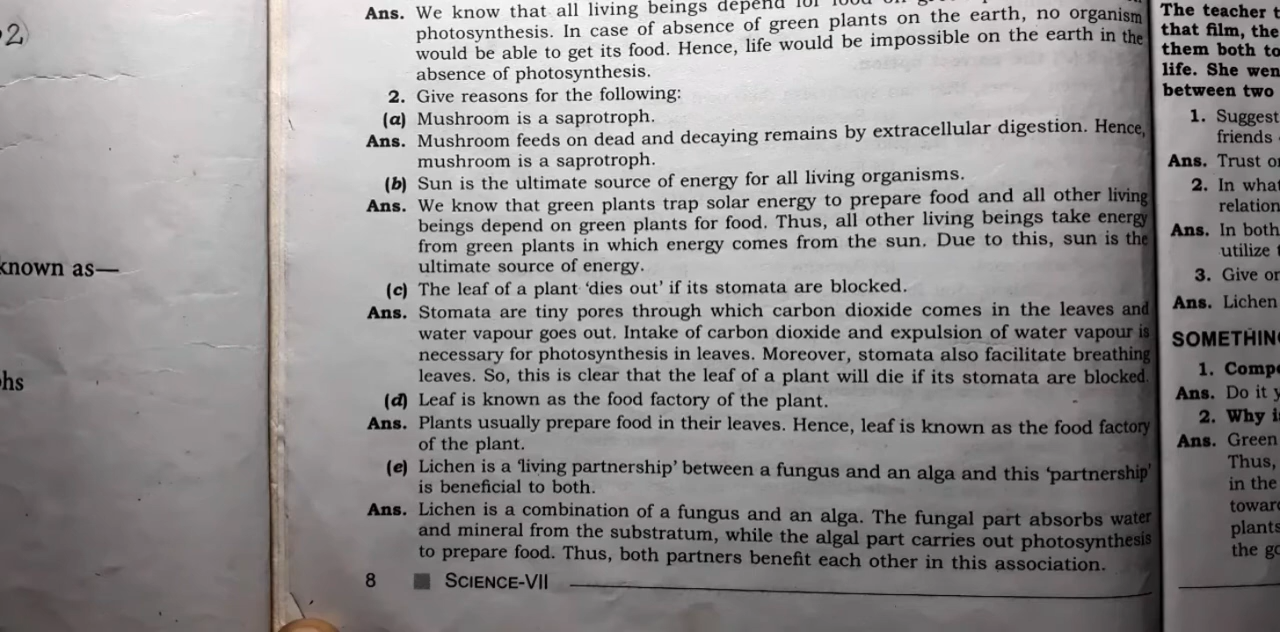 2
known as—
hs
Ans. We know that all living beings depend for food on
photosynthesis. In case of absence of green plants on the earth, no organism
would be able to get its food. Hence, life would be impossible on the earth in the
absence of photosynthesis.
2. Give reasons for the following:
(a) Mushroom is a saprotroph.
Ans. Mushroom feeds on dead and decaying remains by extracellular digestion. Hence,
mushroom is a saprotroph.
(b) Sun is the ultimate source of energy for all living organisms.
Ans. We know that green plants trap solar energy to prepare food and all other living
beings depend on green plants for food. Thus, all other living beings take energy
from green plants in which energy comes from the sun. Due to this, sun is the
ultimate source of energy.
(c) The leaf of a plant ‘dies out’ if its stomata are blocked.
Ans. Stomata are tiny pores through which carbon dioxide comes in the leaves and
water vapour goes out. Intake of carbon dioxide and expulsion of water vapour is
necessary for photosynthesis in leaves. Moreover, stomata also facilitate breathing
leaves. So, this is clear that the leaf of a plant will die if its stomata are blocked.
(d) Leaf is known as the food factory of the plant.
Ans. Plants usually prepare food in their leaves. Hence, leaf is known as the food factory
of the plant.
(e) Lichen is a ‘living partnership’ between a fungus and an alga and this ‘partnership’
is beneficial to both.
Ans. Lichen is a combination of a fungus and an alga. The fungal part absorbs water
and mineral from the substratum, while the algal part carries out photosynthesis
to prepare food. Thus, both partners benefit each other in this association.
8 SCIENCE-VII
The teacher
that film, the
them both to
life. She
between two
1. Suggest
friends
Ans. Trust
2. In what
relation
Ans. In both
utilize
3. Give
Ans. Lichen
SOMETHING
1.
Ans. Do it
2. Why
Ans. Green
Thus,
in the
plants
the